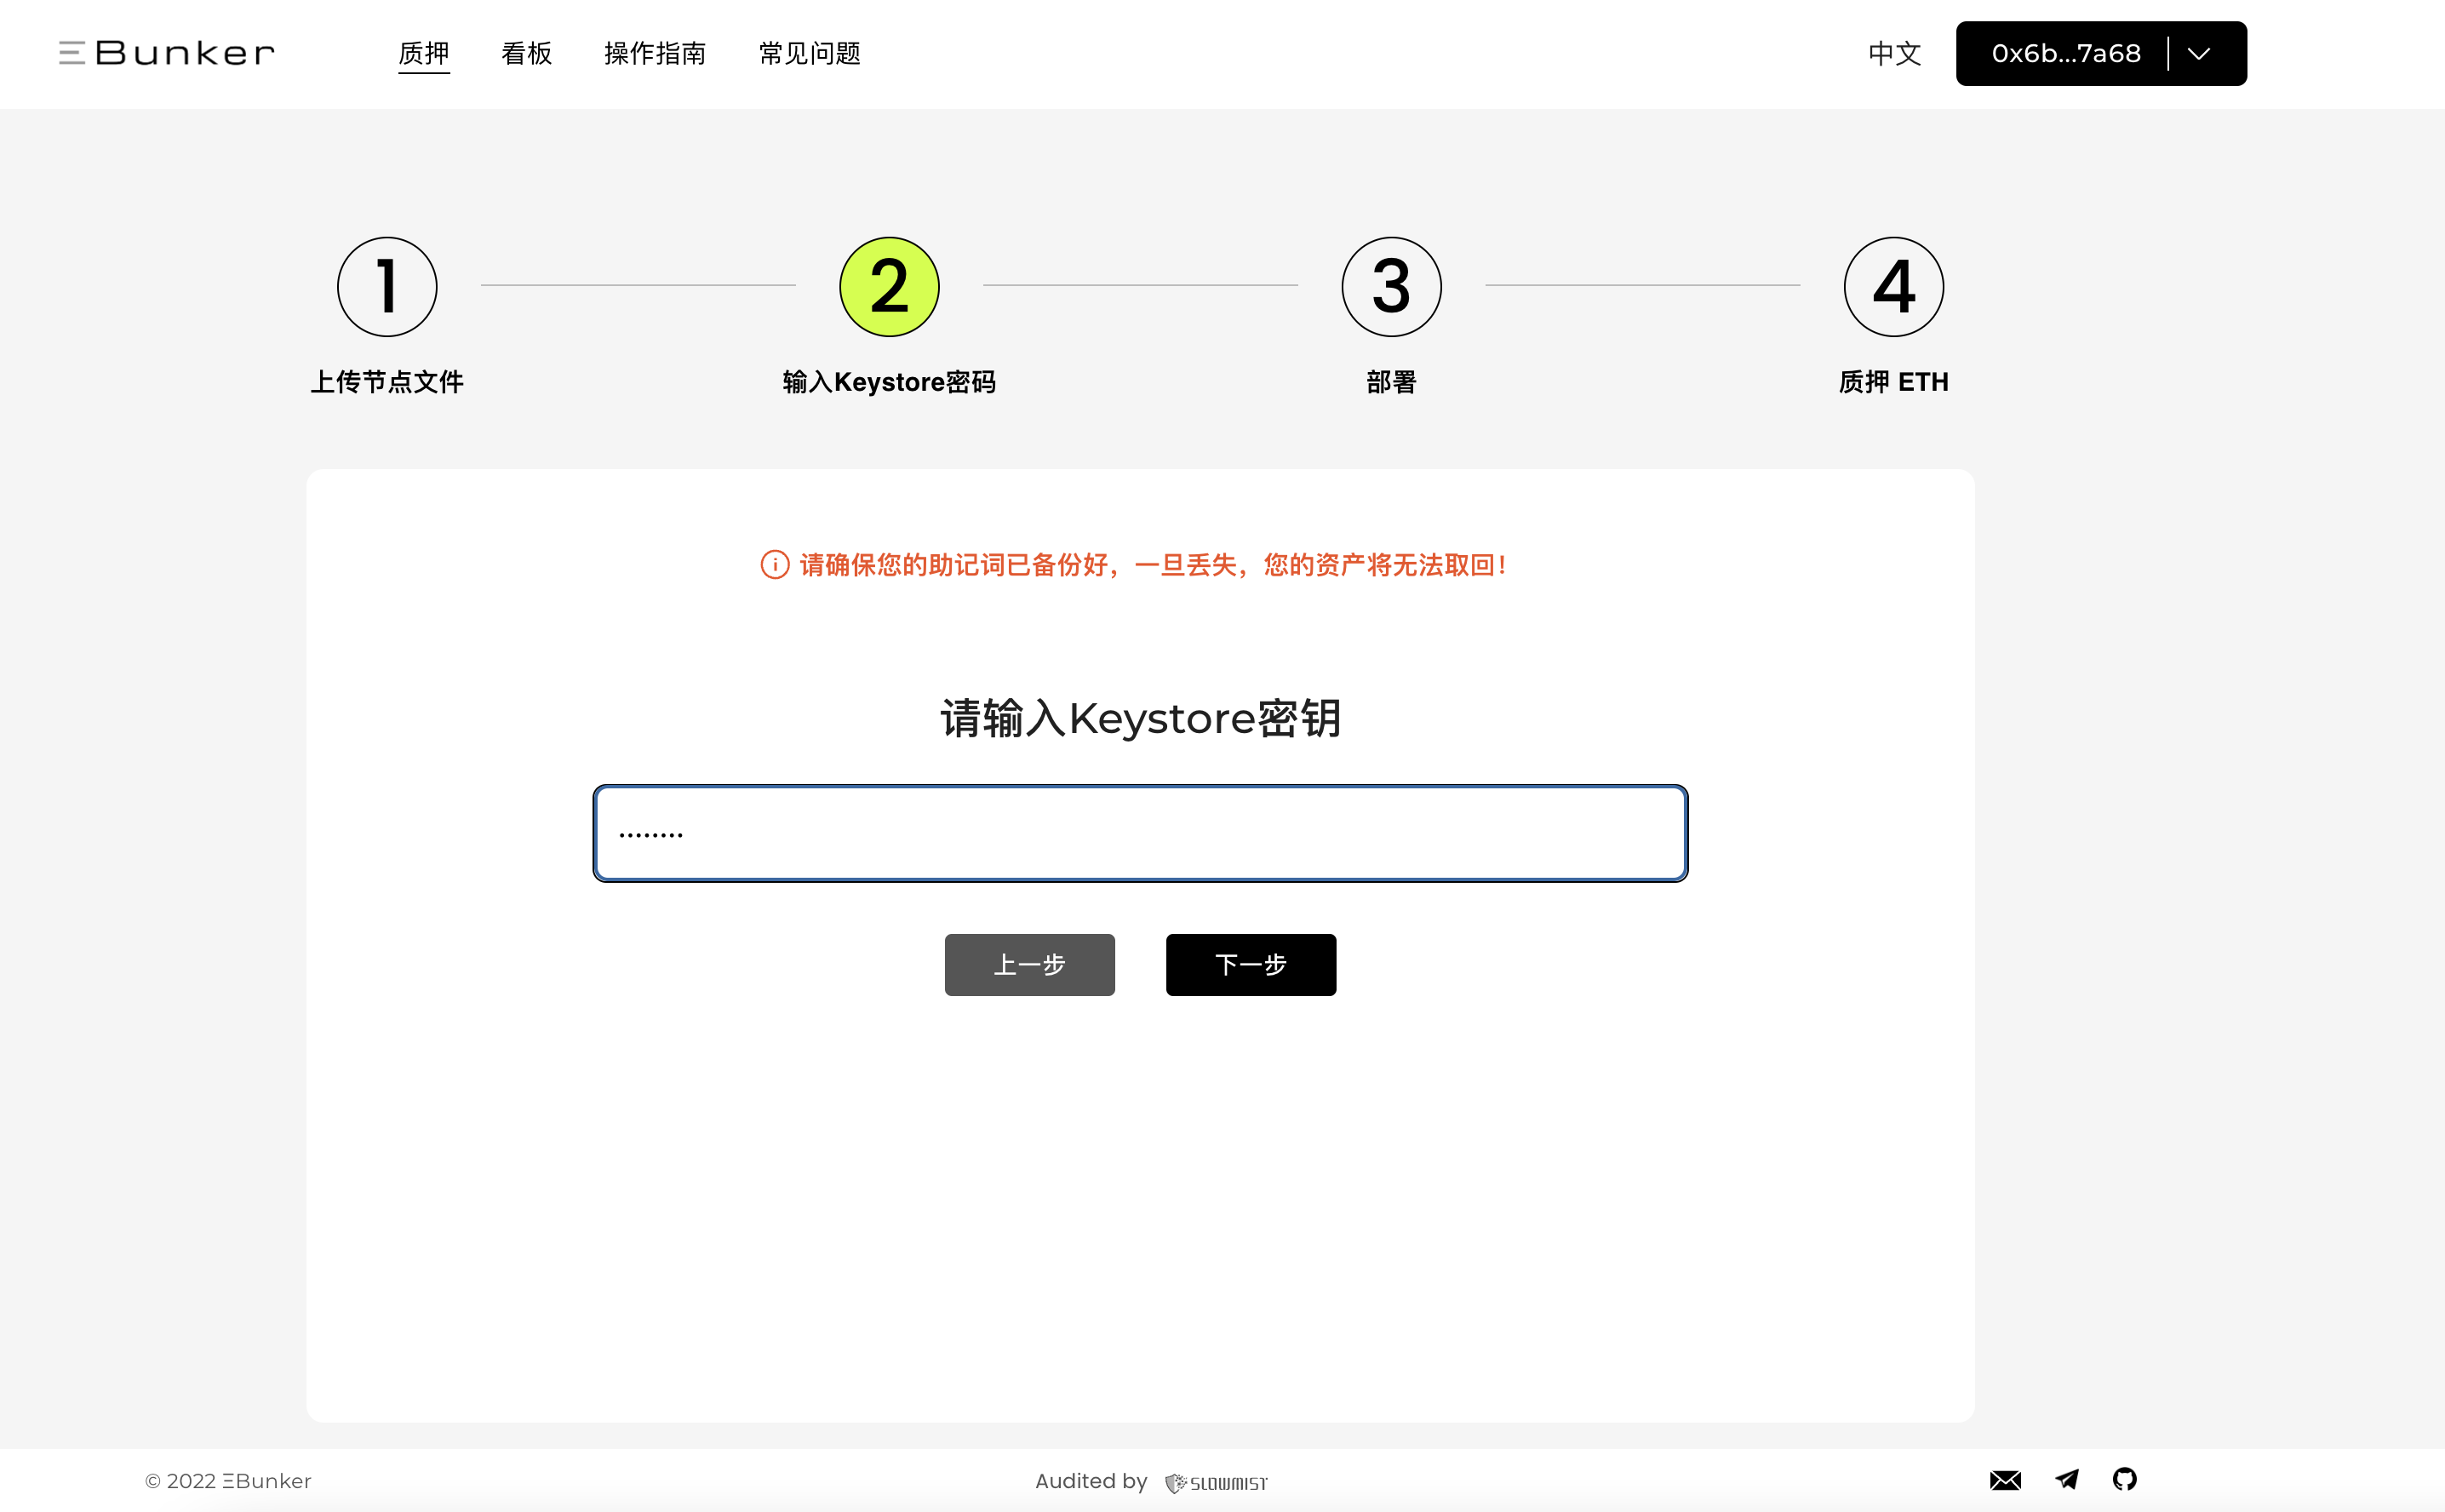 ΞBunker
质押 看板 操作指南 常见问题
中文 0x6b...7a68
1 2 3 4
上传节点文件 输入Keystore密码 部署 质押 ETH
请确保您的助记词已备份好，一旦丢失，您的资产将无法取回！
请输入Keystore密钥
••••••••
上一步 下一步
© 2022 ΞBunker Audited by SLOWMIST